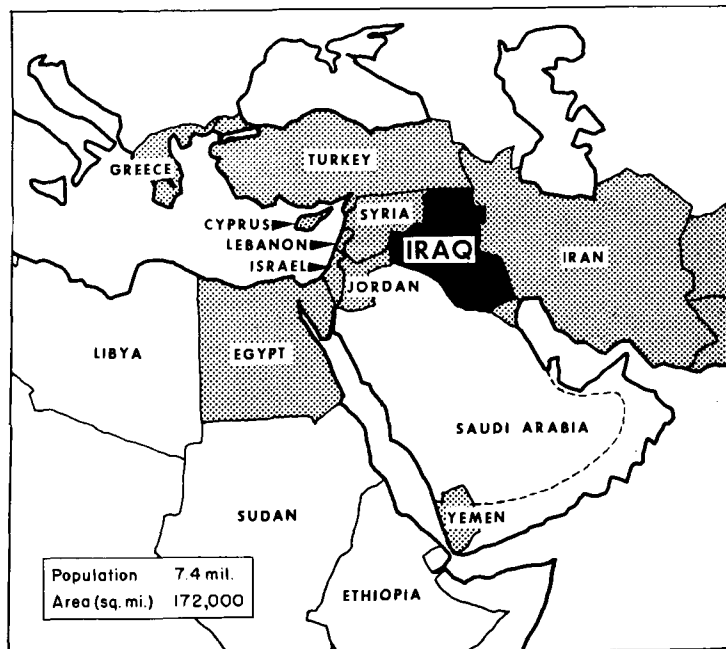 TURKEY
GREECE
CYPRUS
SYRIA
LEBANON
IRAQ
ISRAEL
IRAN
JORDAN
LIBYA
EGYPT
SAUDI ARABIA
SUDAN
YEMEN
Population 7.4 mil.
Area (sq. mi.) 172,000
ETHIOPIA